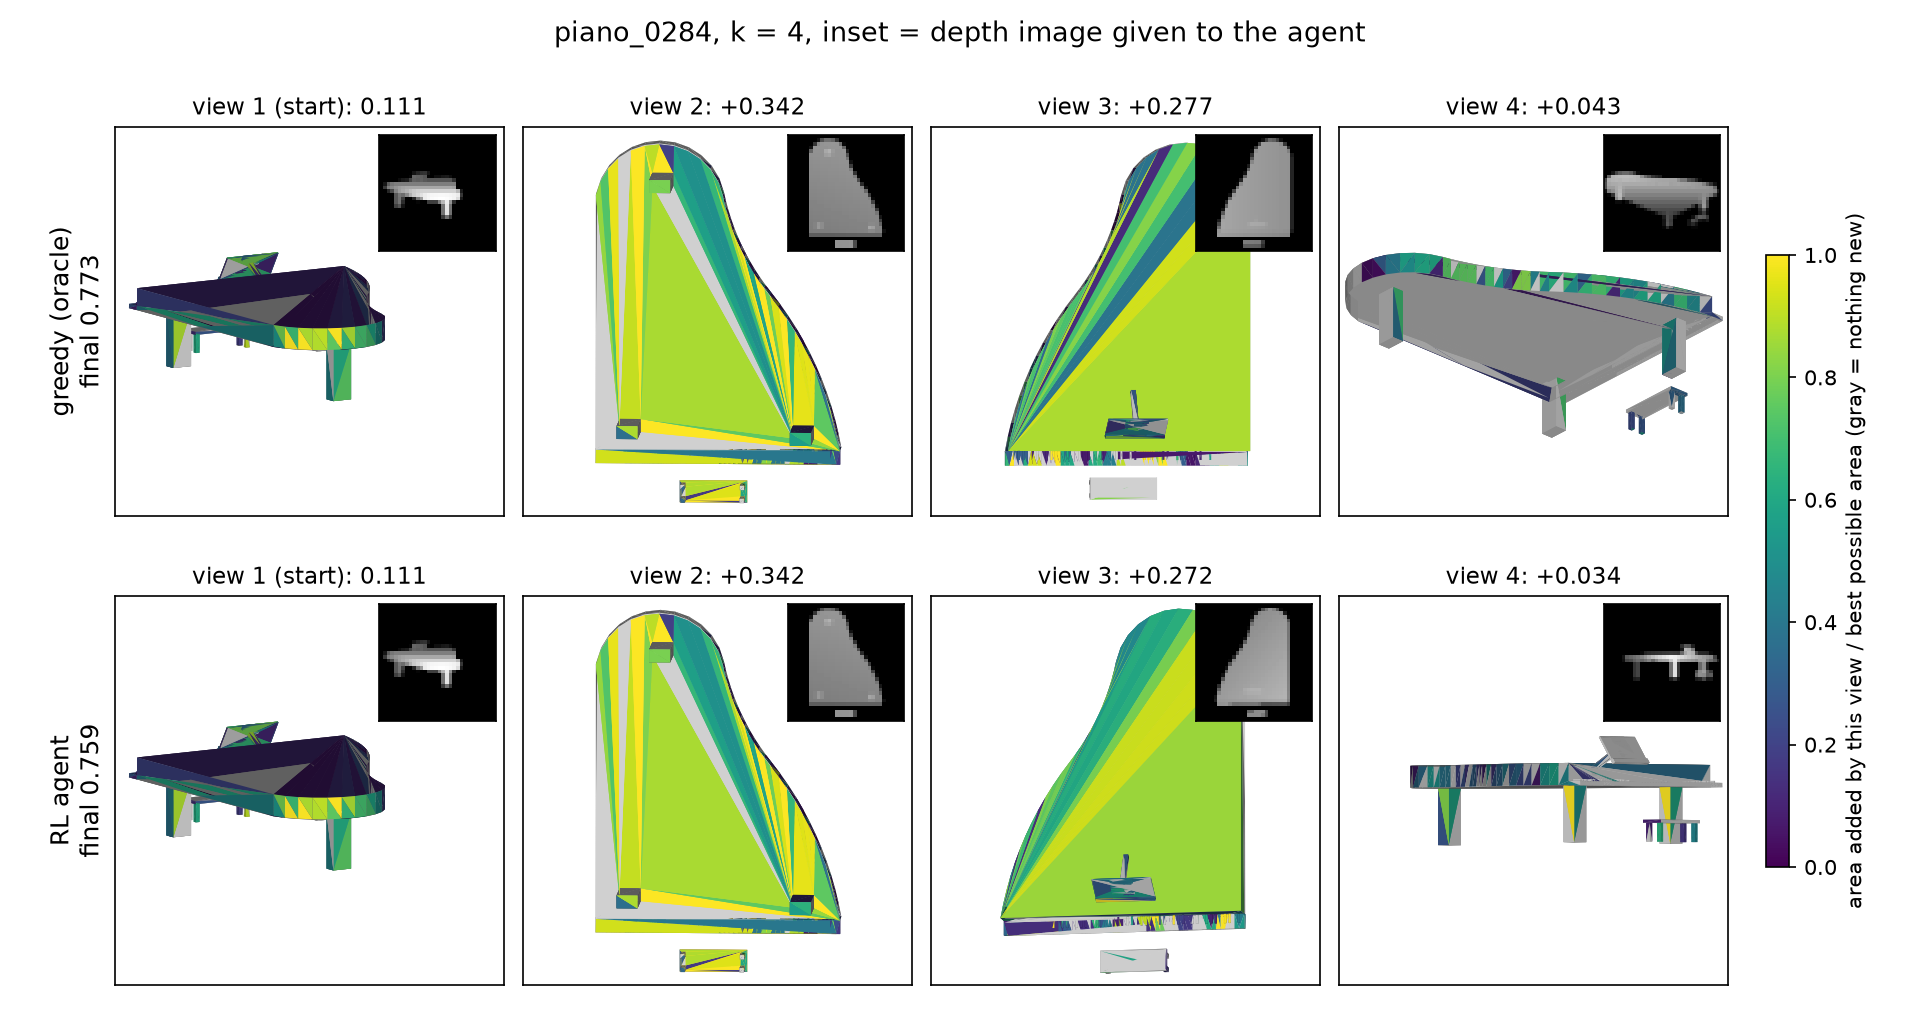 piano_0284, k = 4, inset = depth image given to the agent
view 1 (start): 0.111
view 2: +0.342
view 3: +0.277
view 4: +0.043
greedy (oracle)
final 0.773
view 1 (start): 0.111
view 2: +0.342
view 3: +0.272
view 4: +0.034
RL agent
final 0.759
1.0
0.8
0.6
0.4
0.2
0.0
area added by this view / best possible area (gray = nothing new)